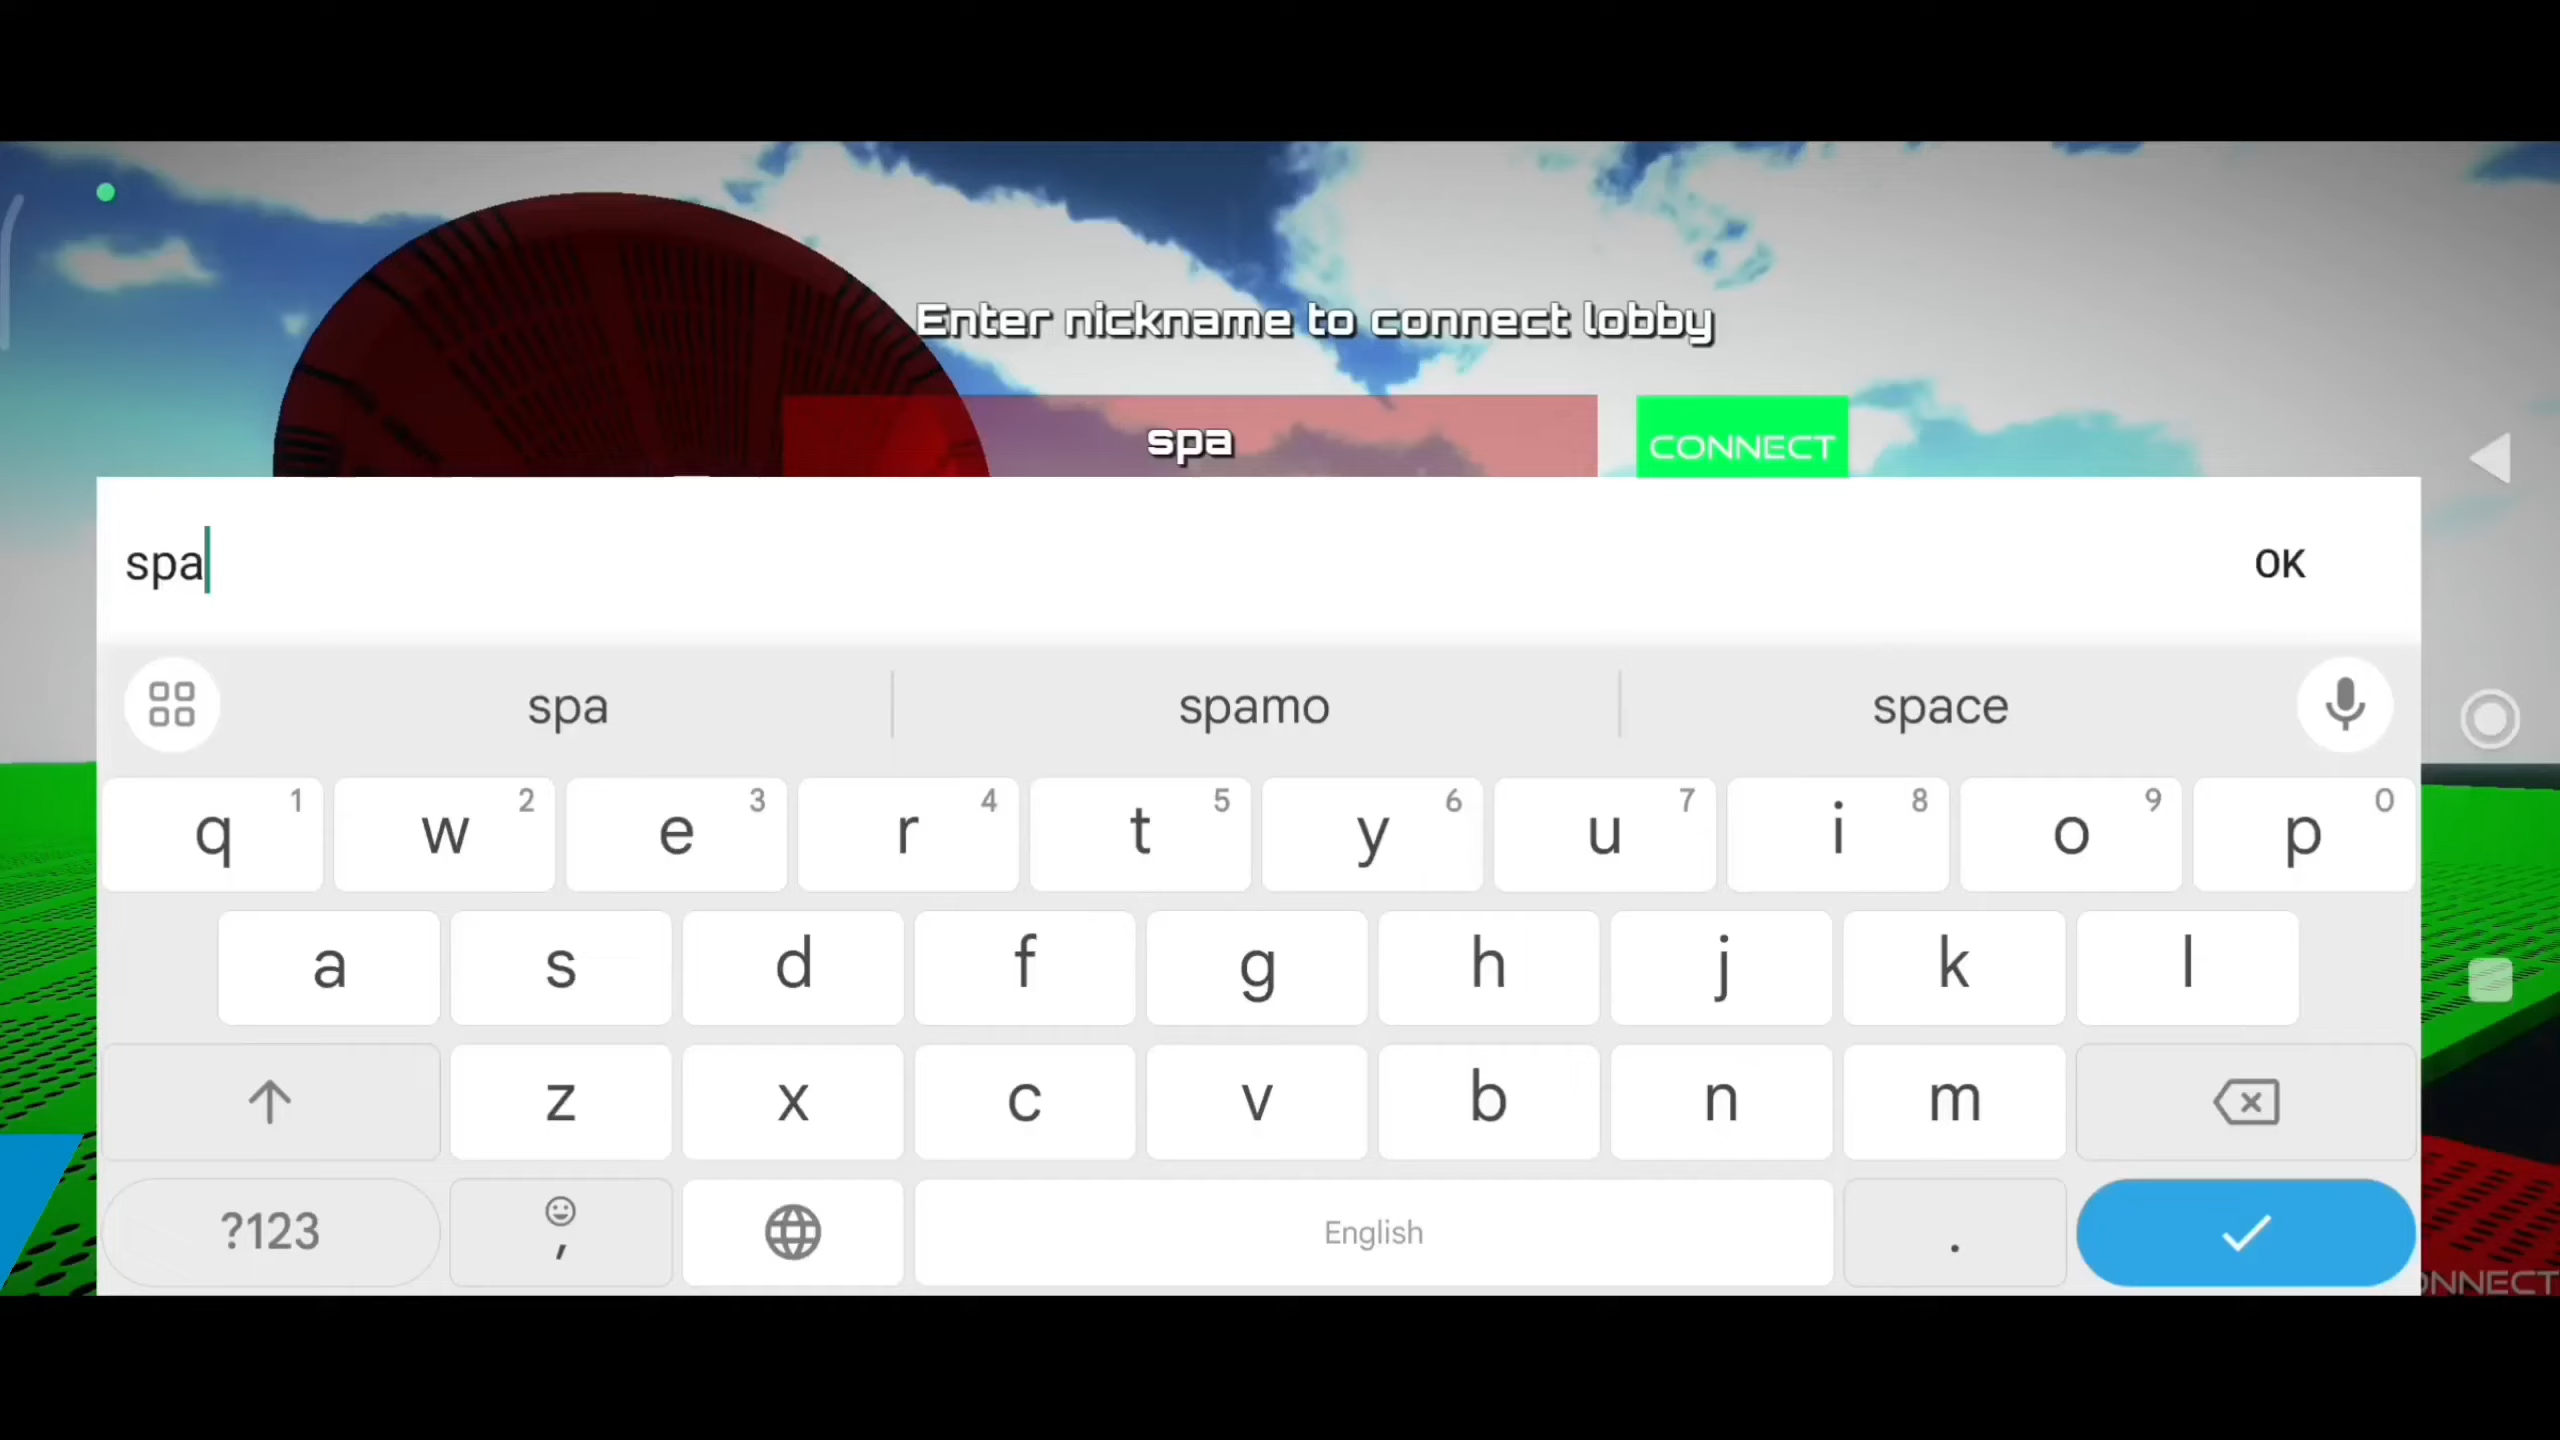 Enter nickname to connect lobby
spa
CONNECT
spa
OK
spa spamo space
q 1 w 2 e 3 r 4 t 5 y 6 u 7 i 8 o 9 p 0
a s d f g h j k l
z x c v b n m
?123 , English .
ONNECT